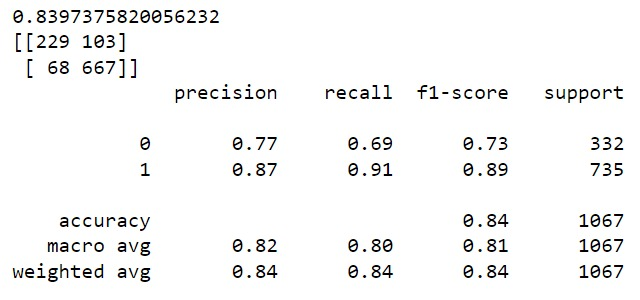 0.8397375820056232
[[229 103]
 [ 68 667]]
              precision    recall  f1-score   support

           0       0.77      0.69      0.73       332
           1       0.87      0.91      0.89       735

    accuracy                           0.84      1067
   macro avg       0.82      0.80      0.81      1067
weighted avg       0.84      0.84      0.84      1067